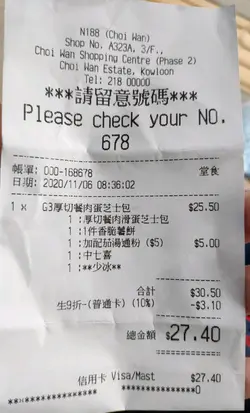 N188 (Choi Wan)
Shop No. A323A, 3/F.,
Choi Wan Shopping Centre (Phase 2)
Choi Wan Estate, Kowloon
Tel: 218 00000
***請留意號碼***
Please check your NO.
678
帳單: 000-168678 堂食
日期: 2020/11/06 08:36:02
1 x G3厚切餐肉蛋芝士包 $25.50
1 :厚切餐肉滑蛋芝士包
1 :1件香脆薯餅
1 :加配茄湯通粉 ($5) $5.00
1 :中七喜
1 :**少冰**
合計 $30.50
生9折-(普通卡) (10%) -$3.10
總金額 $27.40
信用卡 Visa/Mast $27.40